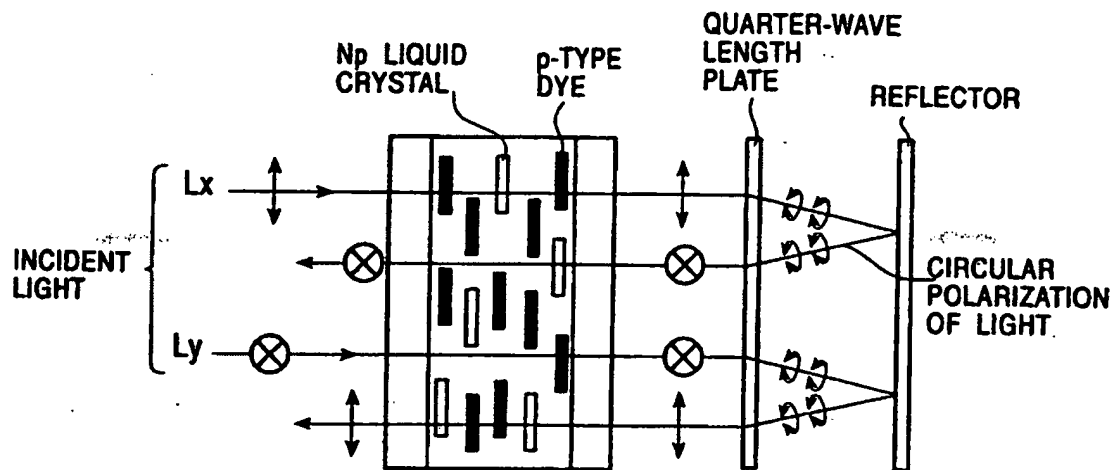 QUARTER-WAVE
LENGTH
PLATE
Np LIQUID
CRYSTAL
p-TYPE
DYE
REFLECTOR
Lx
INCIDENT
LIGHT
Ly
CIRCULAR
POLARIZATION
OF LIGHT